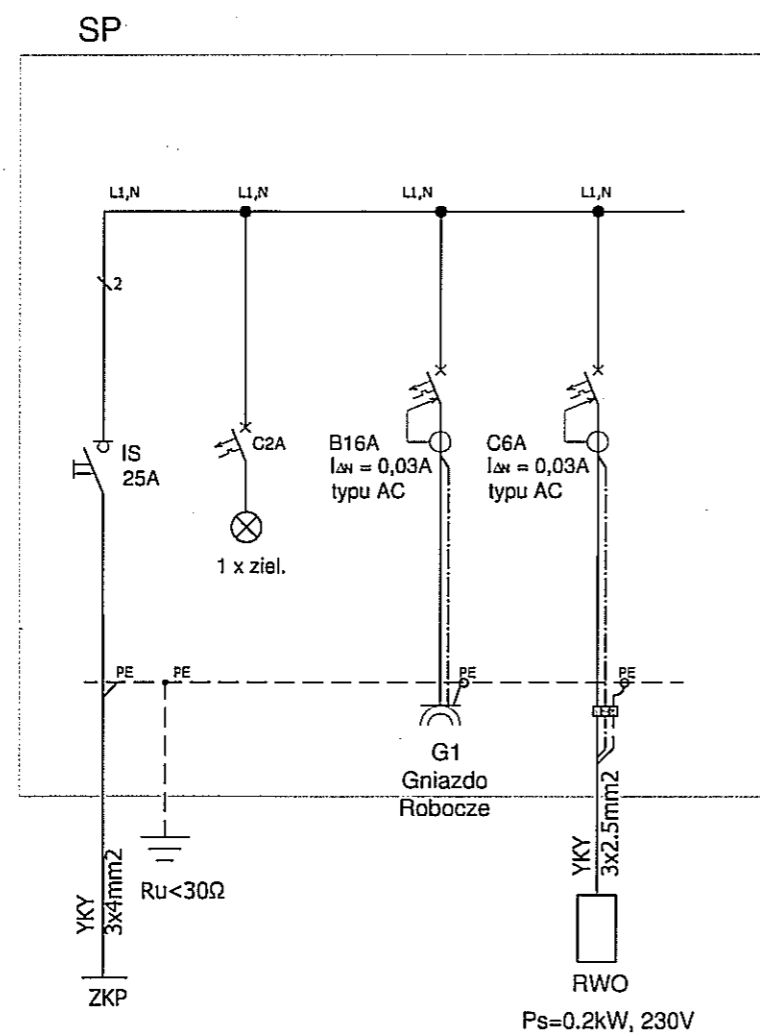 SP
L1,N
L1,N
L1,N
L1,N
2
IS
25A
C2A
B16A
IΔN = 0,03A
typu AC
C6A
IΔN = 0,03A
typu AC
1 x ziel.
PE
PE
PE
PE
G1
Gniazdo
Robocze
YKY
3x4mm2
Ru<30Ω
YKY
3x2.5mm2
ZKP
RWO
Ps=0.2kW, 230V